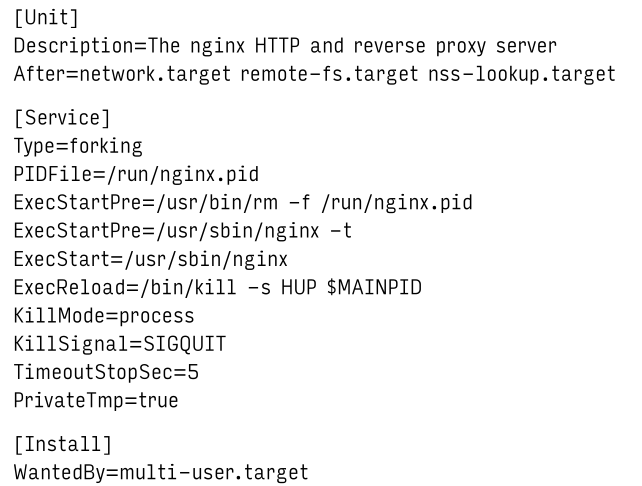 [Unit]
Description=The nginx HTTP and reverse proxy server
After=network.target remote-fs.target nss-lookup.target
[Service]
Type=forking
PIDFile=/run/nginx.pid
ExecStartPre=/usr/bin/rm -f /run/nginx.pid
ExecStartPre=/usr/sbin/nginx -t
ExecStart=/usr/sbin/nginx
ExecReload=/bin/kill -s HUP $MAINPID
KillMode=process
KillSignal=SIGQUIT
TimeoutStopSec=5
PrivateTmp=true
[Install]
WantedBy=multi-user.target